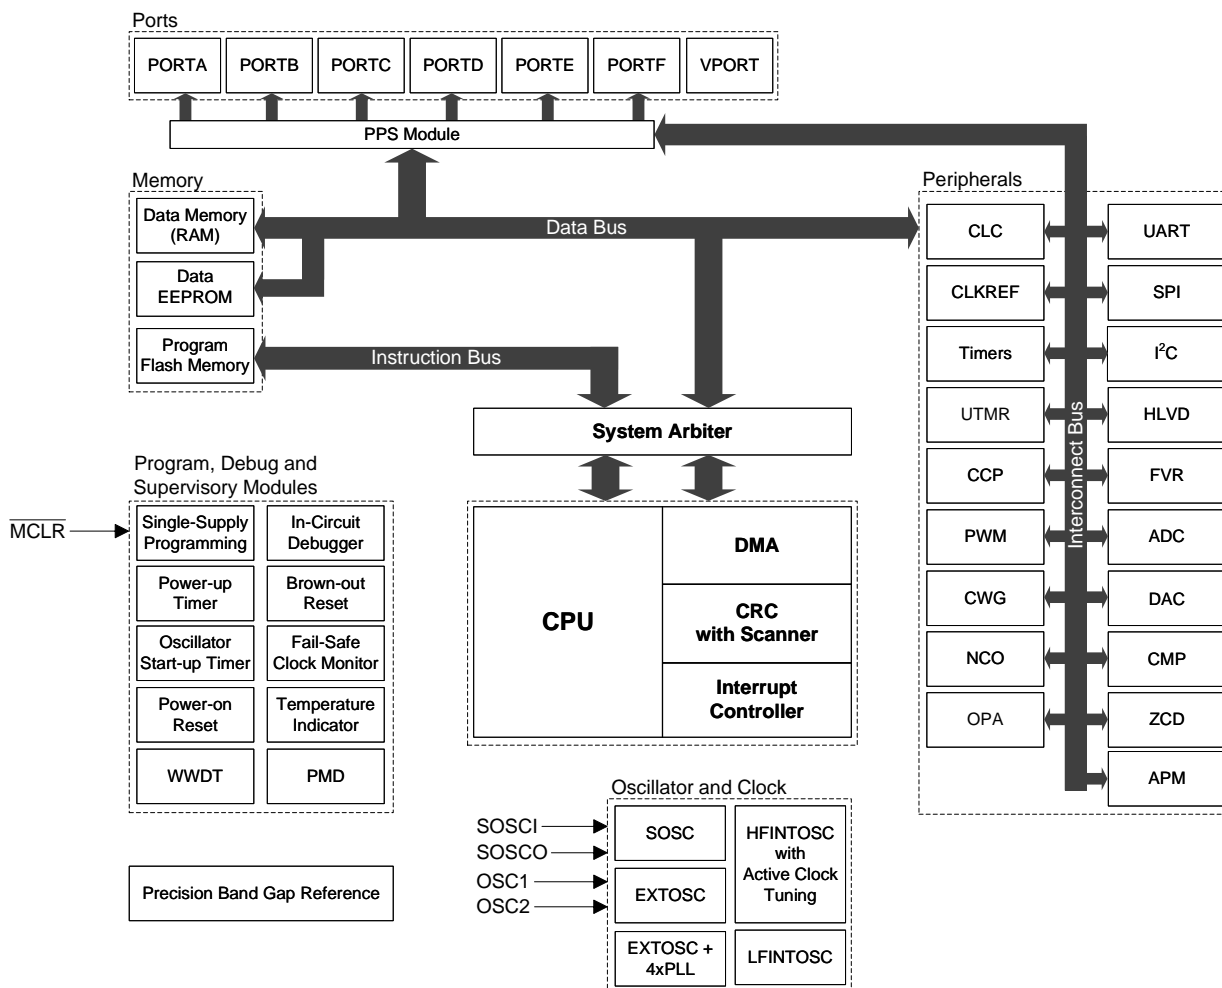 Ports
PORTA
PORTB
PORTC
PORTD
PORTE
PORTF
VPORT
PPS Module
Memory
Data Memory
(RAM)
Data
EEPROM
Program
Flash Memory
Data Bus
Instruction Bus
System Arbiter
CPU
DMA
CRC
with Scanner
Interrupt
Controller
Peripherals
CLC
UART
CLKREF
SPI
Timers
I²C
UTMR
HLVD
CCP
FVR
PWM
ADC
CWG
DAC
NCO
CMP
OPA
ZCD
APM
Interconnect Bus
Program, Debug and
Supervisory Modules
MCLR
Single-Supply
Programming
In-Circuit
Debugger
Power-up
Timer
Brown-out
Reset
Oscillator
Start-up Timer
Fail-Safe
Clock Monitor
Power-on
Reset
Temperature
Indicator
WWDT
PMD
Precision Band Gap Reference
Oscillator and Clock
SOSCI
SOSCO
OSC1
OSC2
SOSC
HFINTOSC
with
Active Clock
Tuning
EXTOSC
EXTOSC +
4xPLL
LFINTOSC